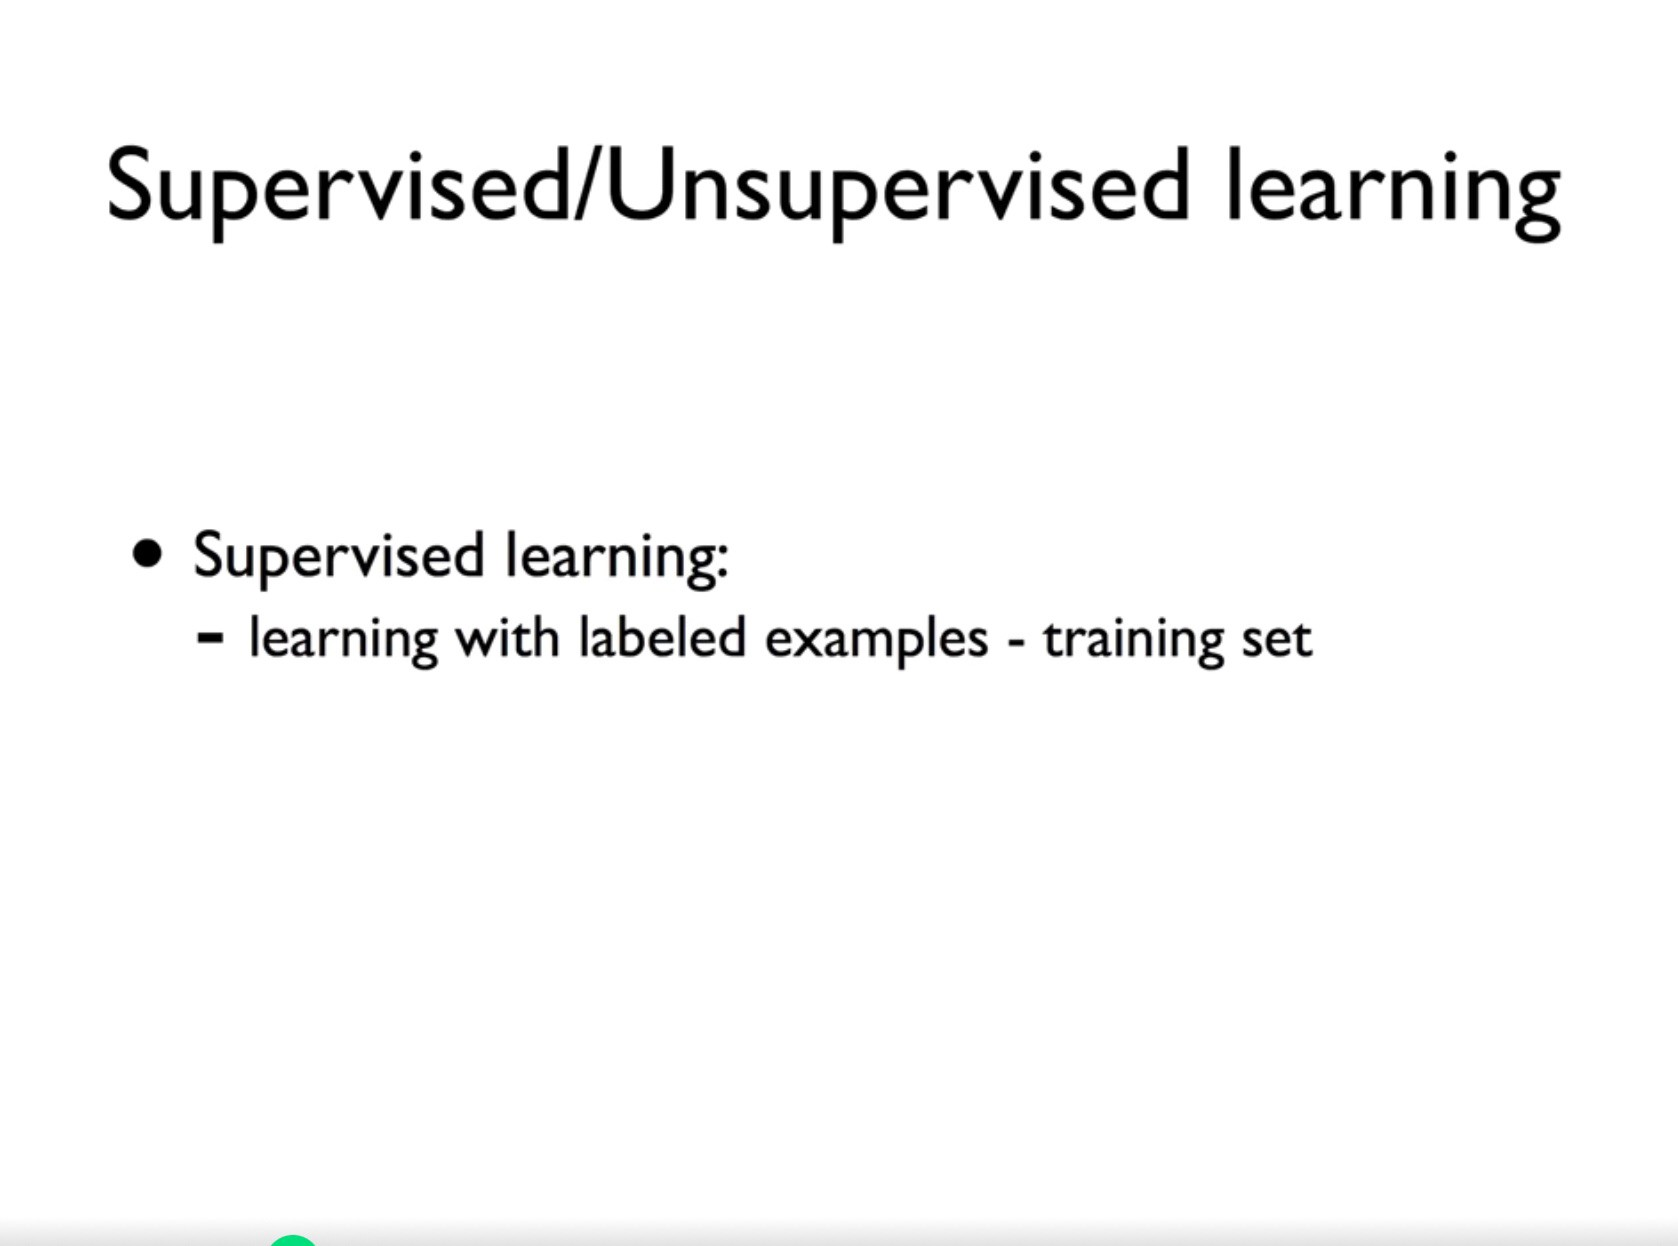 Supervised/Unsupervised learning
• Supervised learning:
- learning with labeled examples - training set